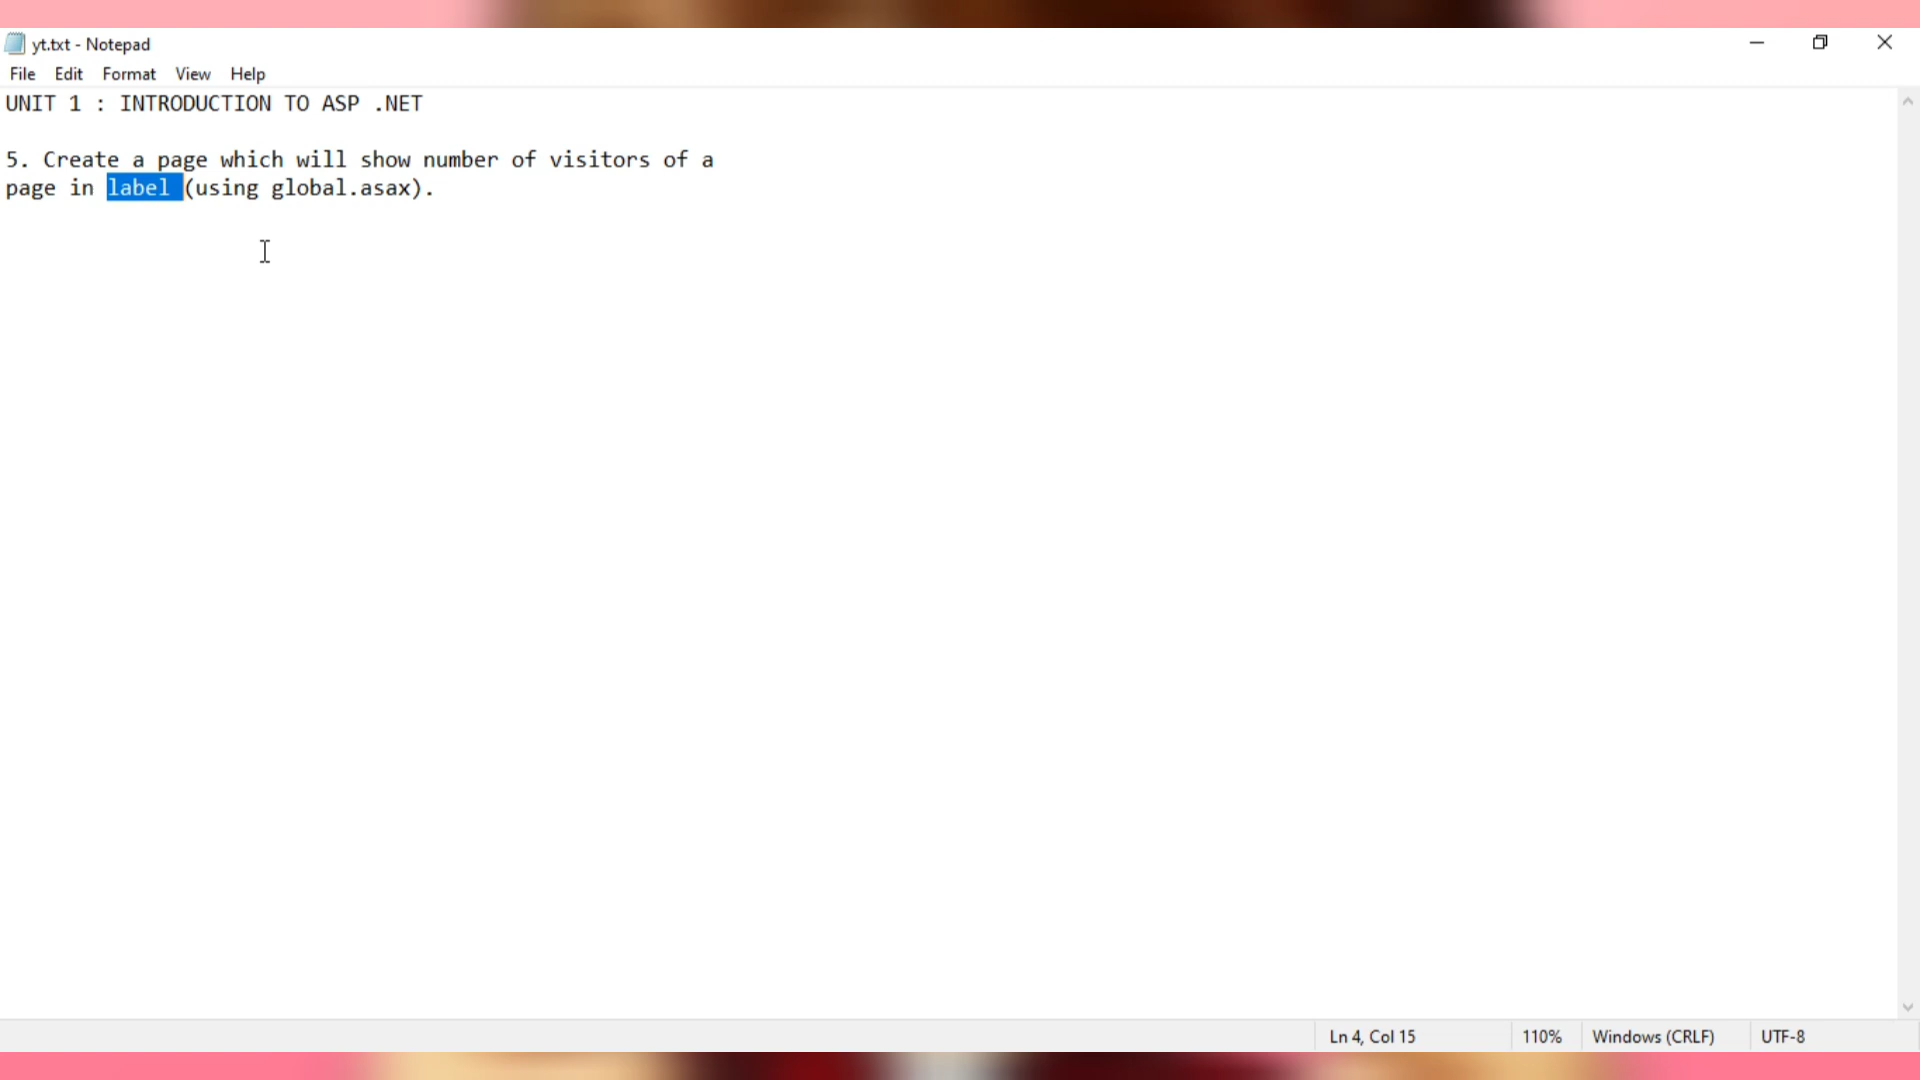 yt.txt - Notepad
File Edit Format View Help
UNIT 1 : INTRODUCTION TO ASP .NET
5. Create a page which will show number of visitors of a
page in label (using global.asax).
Ln 4, Col 15 110% Windows (CRLF) UTF-8